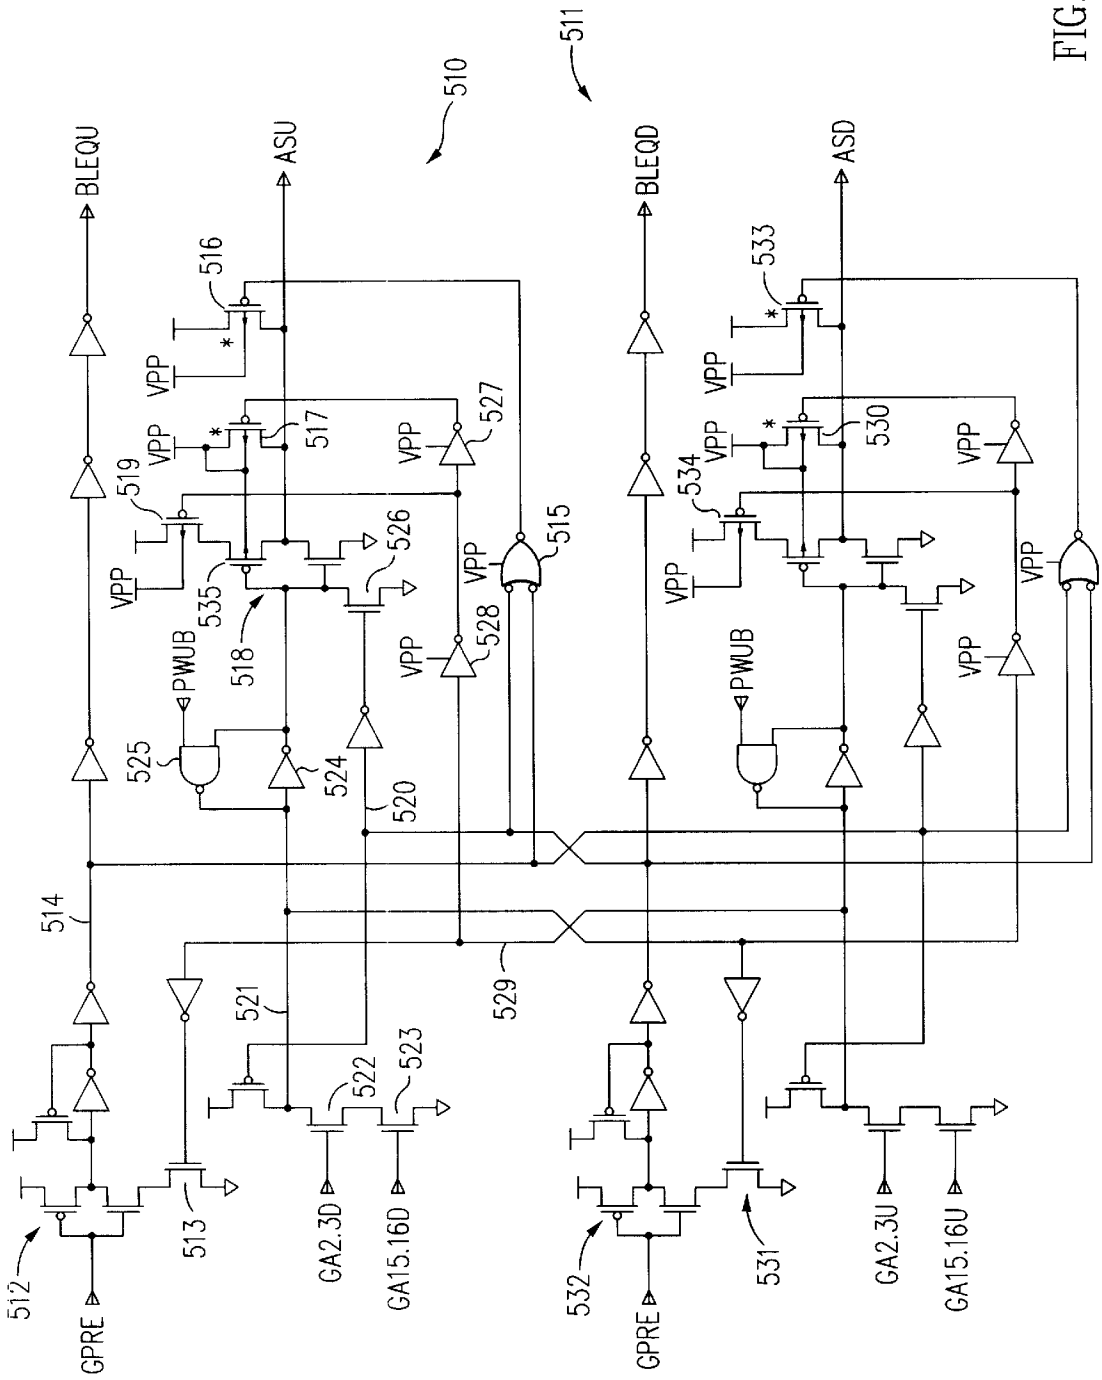 FIG.
511
510
BLEQU
ASU
516
*
VPP
517
*
VPP
519
VPP
535
518
526
527
VPP
528
VPP
515
VPP
PWUB
525
524
520
514
521
529
522
523
512
513
GPRE
GA2.3D
GA15.16D
BLEQD
ASD
533
*
VPP
530
*
VPP
534
VPP
VPP
VPP
VPP
PWUB
532
531
GPRE
GA2.3U
GA15.16U